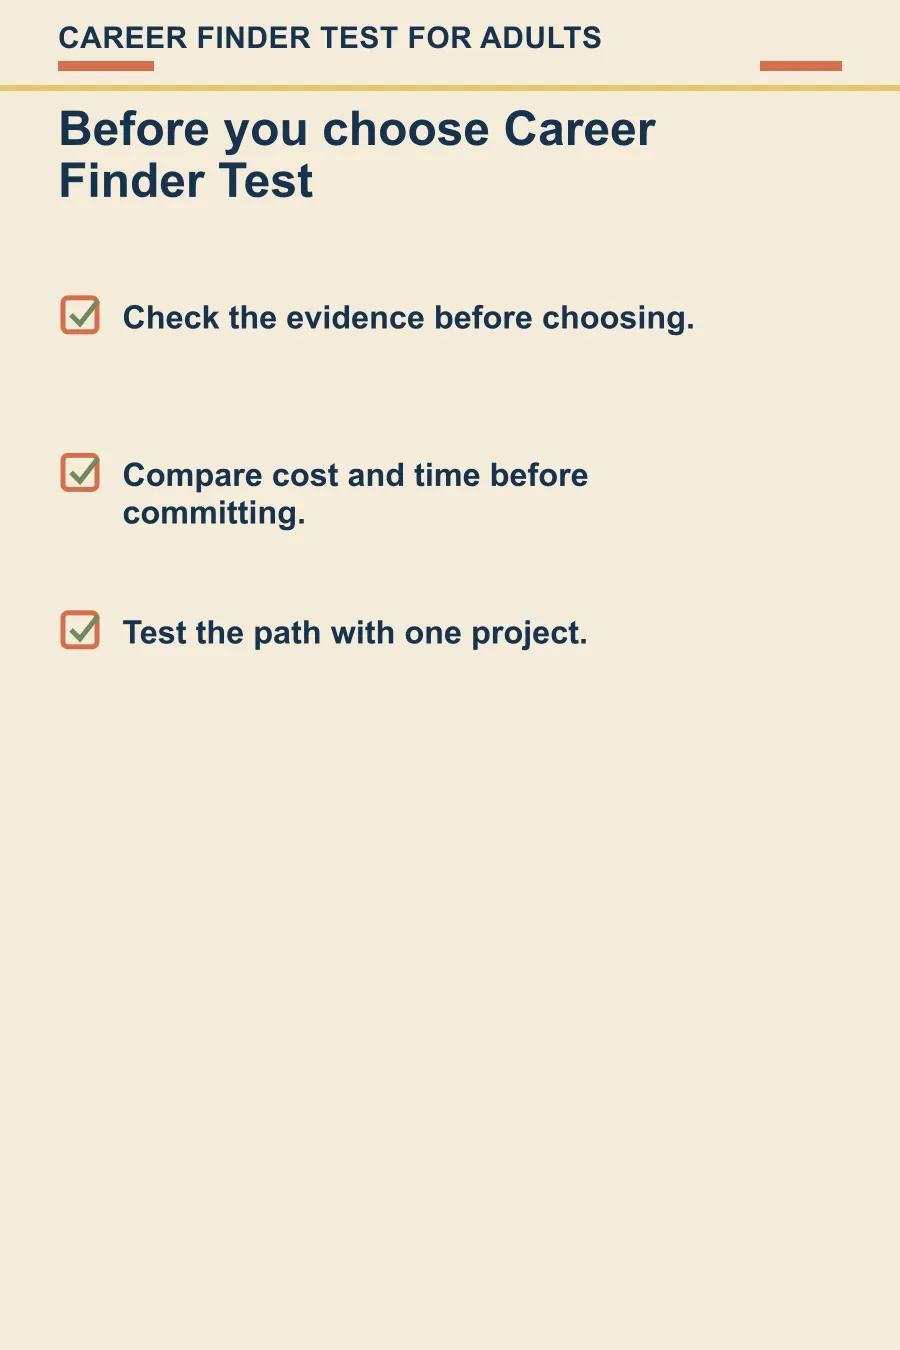 CAREER FINDER TEST FOR ADULTS
Before you choose Career
Finder Test
Check the evidence before choosing.
Compare cost and time before
committing.
Test the path with one project.